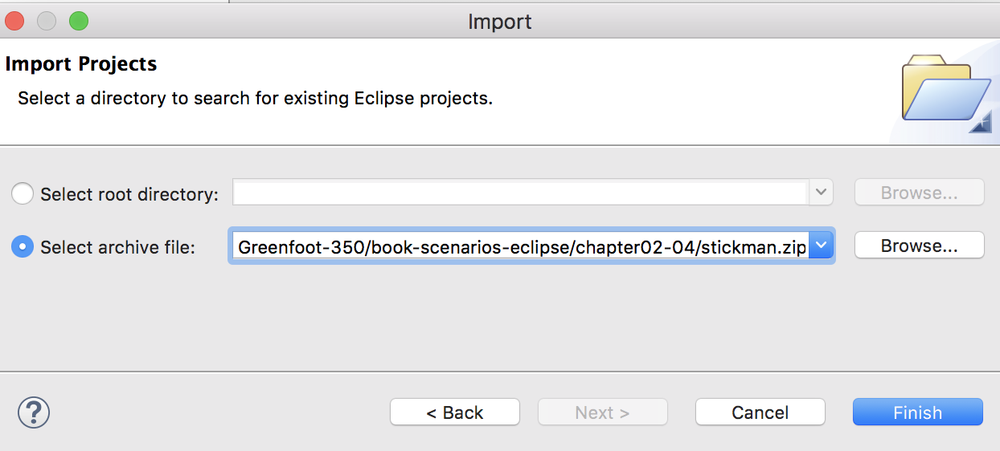 Import
Import Projects
Select a directory to search for existing Eclipse projects.
Select root directory:
Browse...
Select archive file:
Greenfoot-350/book-scenarios-eclipse/chapter02-04/stickman.zip
Browse...
?
< Back
Next >
Cancel
Finish